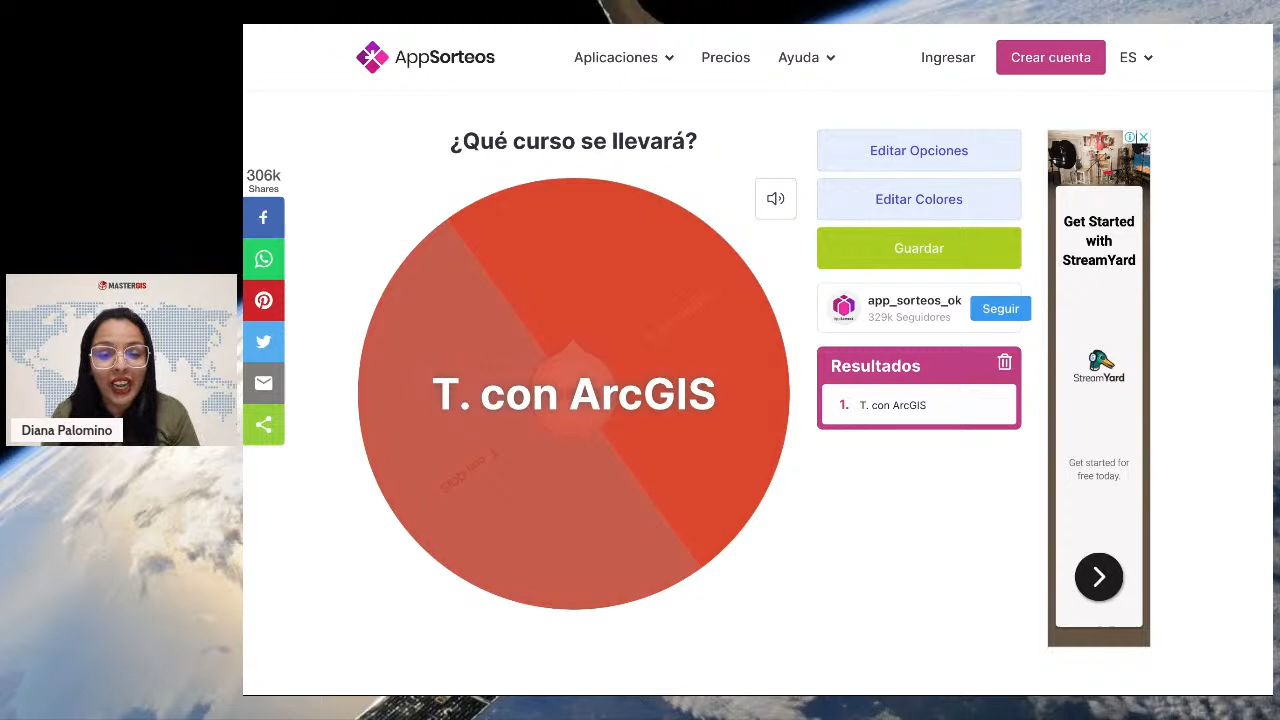 AppSorteos
Aplicaciones
Precios
Ayuda
Ingresar
Crear cuenta
ES
¿Qué curso se llevará?
306k
Shares
T. con ArcGIS
T. con QGIS
Editar Opciones
Editar Colores
Guardar
app_sorteos_ok
329k Seguidores
Seguir
Resultados
1. T. con ArcGIS
Get Started
with
StreamYard
StreamYard
Get started for
free today.
MASTERGIS
Diana Palomino